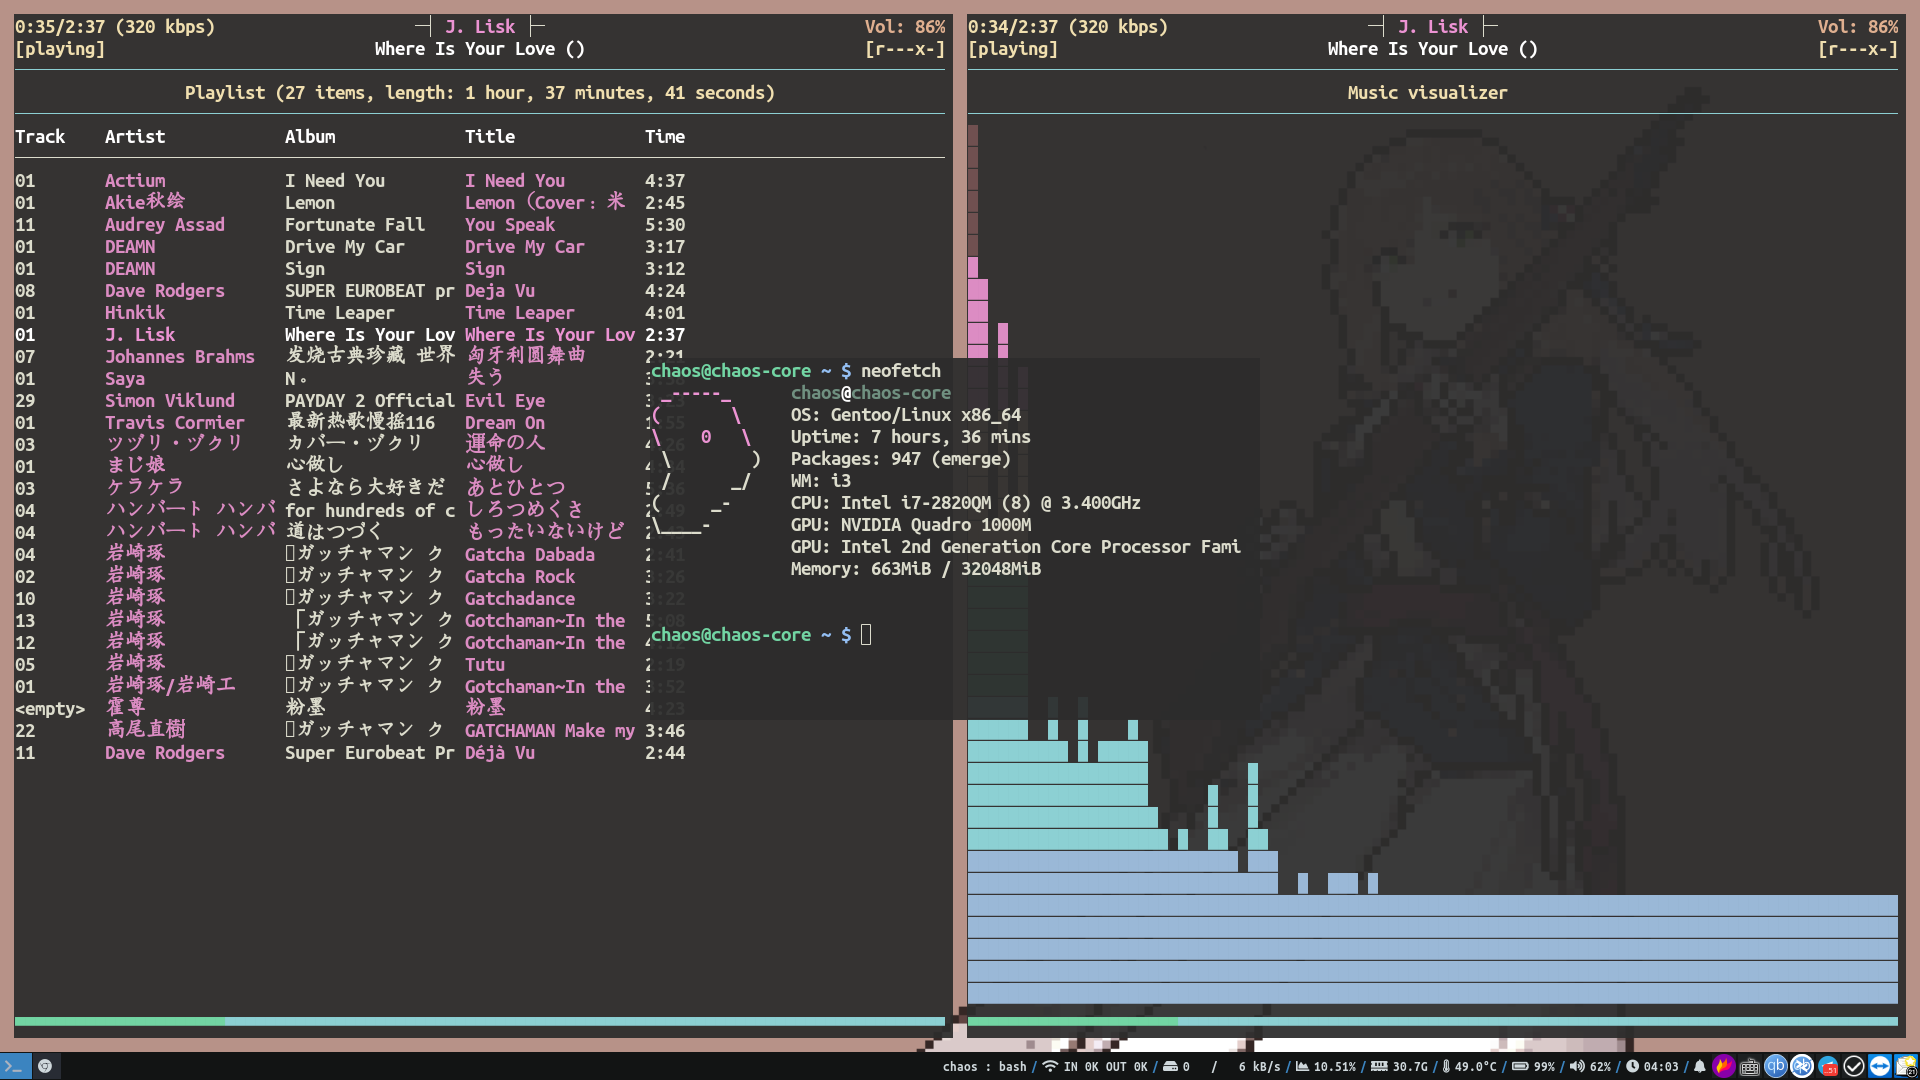 0:35/2:37 (320 kbps) ─┤ J. Lisk ├─ Vol: 86%
[playing] Where Is Your Love () [r---x-]
Playlist (27 items, length: 1 hour, 37 minutes, 41 seconds)
Track Artist Album Title Time
01 Actium I Need You I Need You 4:37
01 Akie秋绘 Lemon Lemon（Cover：米 2:45
11 Audrey Assad Fortunate Fall You Speak 5:30
01 DEAMN Drive My Car Drive My Car 3:17
01 DEAMN Sign Sign 3:12
08 Dave Rodgers SUPER EUROBEAT pr Deja Vu 4:24
01 Hinkik Time Leaper Time Leaper 4:01
01 J. Lisk Where Is Your Lov Where Is Your Lov 2:37
07 Johannes Brahms 发烧古典珍藏 世界 匈牙利圆舞曲 2:21
01 Saya N。 失う
29 Simon Viklund PAYDAY 2 Official Evil Eye
01 Travis Cormier 最新热歌慢摇116 Dream On
03 ツヅリ・ヅクリ カバー・ヅクリ 運命の人
01 まじ娘 心做し 心做し
03 ケラケラ さよなら大好きだ あとひとつ
04 ハンバート ハンバ for hundreds of c しろつめくさ
04 ハンバート ハンバ 道はつづく もったいないけど
04 岩崎琢 ガッチャマン ク Gatcha Dabada 2:41
02 岩崎琢 ガッチャマン ク Gatcha Rock 3:26
10 岩崎琢 ガッチャマン ク Gatchadance 3:22
13 岩崎琢 「ガッチャマン ク Gotchaman~In the 5:08
12 岩崎琢 「ガッチャマン ク Gotchaman~In the
05 岩崎琢 ガッチャマン ク Tutu 2:19
01 岩崎琢/岩崎工 ガッチャマン ク Gotchaman~In the 3:52
<empty> 霍尊 粉墨 粉墨 4:23
22 高尾直樹 ガッチャマン ク GATCHAMAN Make my 3:46
11 Dave Rodgers Super Eurobeat Pr Déjà Vu 2:44
0:34/2:37 (320 kbps) ─┤ J. Lisk ├─ Vol: 86%
[playing] Where Is Your Love () [r---x-]
Music visualizer
chaos@chaos-core ~ $ neofetch
 _-----_ chaos@chaos-core
(       \ OS: Gentoo/Linux x86_64
\    0   \ Uptime: 7 hours, 36 mins
 \        ) Packages: 947 (emerge)
 /      _/ WM: i3
(     _- CPU: Intel i7-2820QM (8) @ 3.400GHz
\____- GPU: NVIDIA Quadro 1000M
GPU: Intel 2nd Generation Core Processor Fami
Memory: 663MiB / 32048MiB
chaos@chaos-core ~ $
chaos : bash / IN 0K OUT 0K / 0 / 6 kB/s / 10.51% / 30.7G / 49.0°C / 99% / 62% / 04:03 /